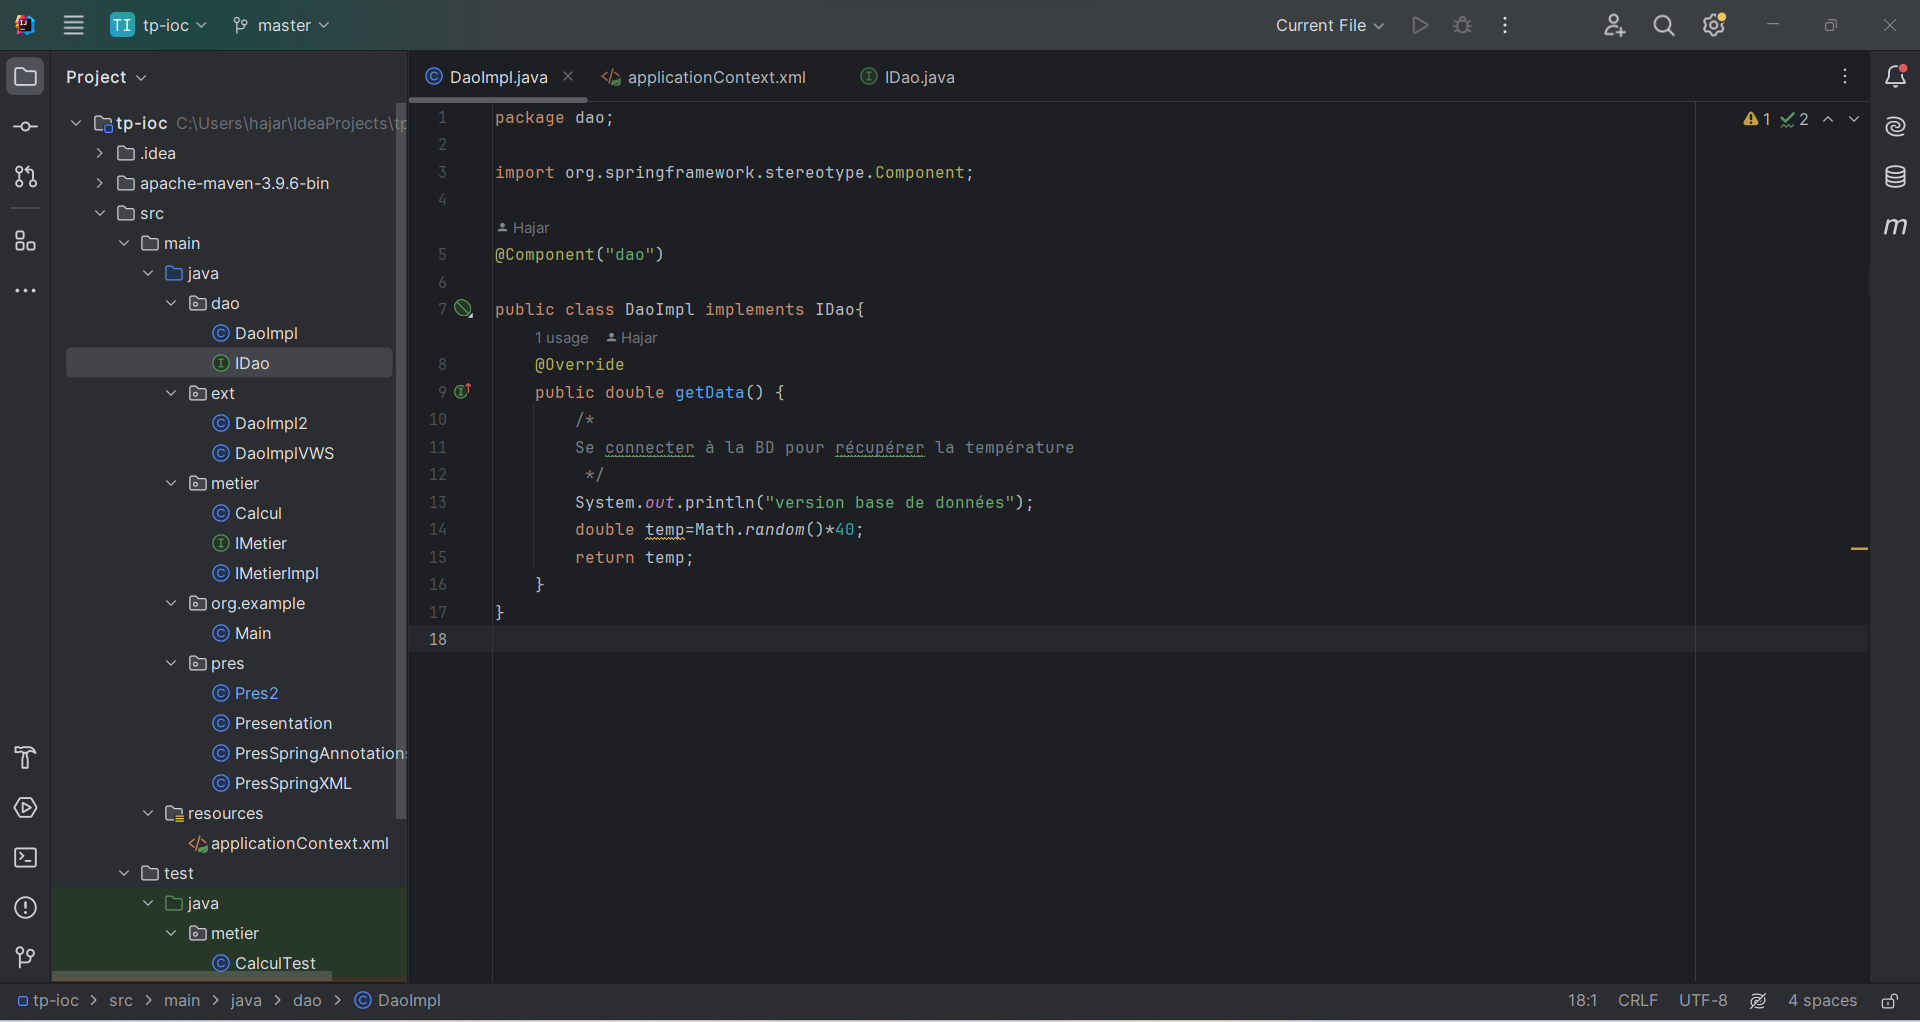 TI tp-ioc master Current File
Project
DaoImpl.java applicationContext.xml IDao.java
tp-ioc C:\Users\hajar\IdeaProjects\tp
.idea
apache-maven-3.9.6-bin
src
main
java
dao
DaoImpl
IDao
ext
DaoImpl2
DaoImplVWS
metier
Calcul
IMetier
IMetierImpl
org.example
Main
pres
Pres2
Presentation
PresSpringAnnotation
PresSpringXML
resources
applicationContext.xml
test
java
metier
CalculTest
1 package dao;
2
3 import org.springframework.stereotype.Component;
4
Hajar
5 @Component("dao")
6
7 public class DaoImpl implements IDao{
1 usage Hajar
8 @Override
9 public double getData() {
10 /*
11 Se connecter à la BD pour récupérer la température
12 */
13 System.out.println("version base de données");
14 double temp=Math.random()*40;
15 return temp;
16 }
17 }
18
1 2
m
tp-ioc > src > main > java > dao > DaoImpl
18:1 CRLF UTF-8 4 spaces